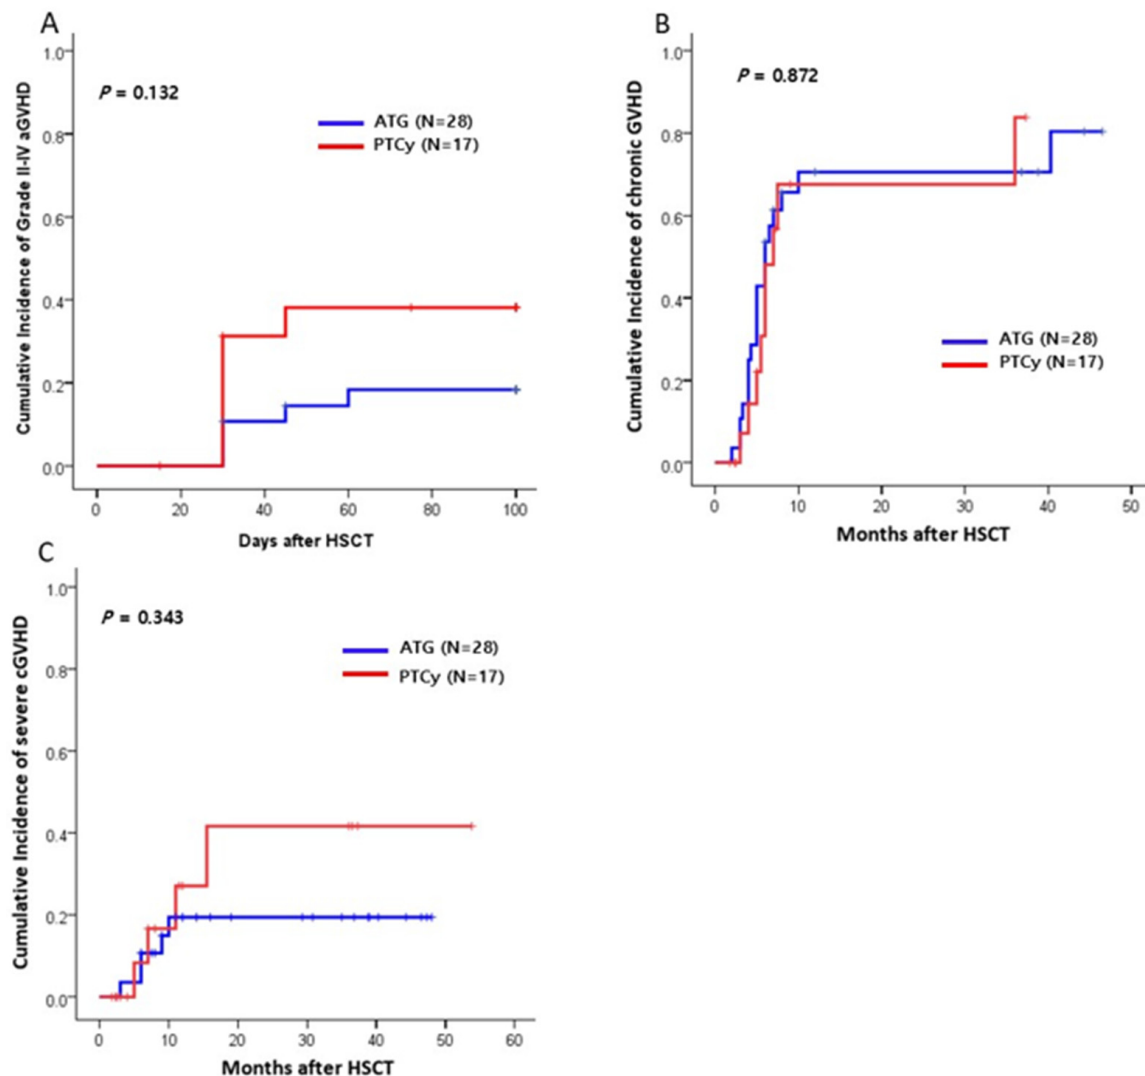 A
Cumulative Incidence of Grade II-IV aGVHD
1.0
0.8
0.6
0.4
0.2
0.0
P = 0.132
ATG (N=28)
PTCy (N=17)
0 20 40 60 80 100
Days after HSCT
B
Cumulative Incidence of chronic GVHD
1.0
0.8
0.6
0.4
0.2
0.0
P = 0.872
ATG (N=28)
PTCy (N=17)
0 10 20 30 40 50
Months after HSCT
C
Cumulative Incidence of severe cGVHD
1.0
0.8
0.6
0.4
0.2
0.0
P = 0.343
ATG (N=28)
PTCy (N=17)
0 10 20 30 40 50 60
Months after HSCT